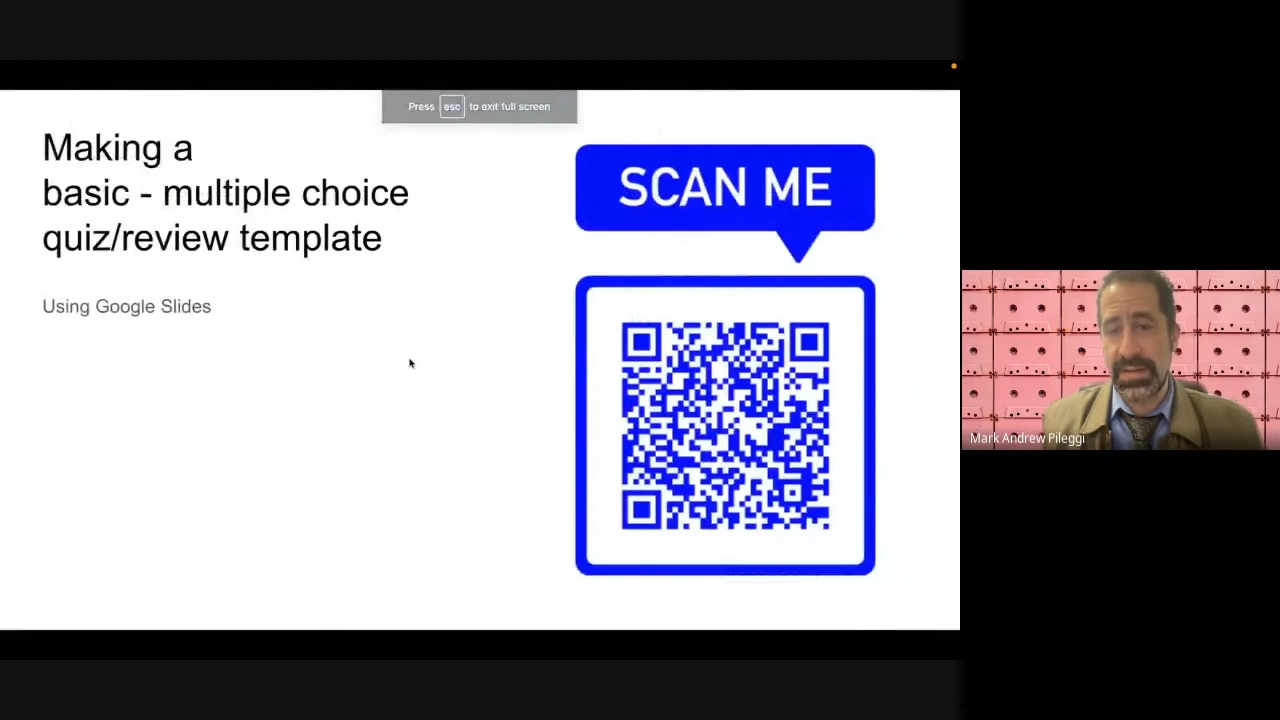 Press esc to exit full screen
Making a
basic - multiple choice
quiz/review template
Using Google Slides
SCAN ME
Mark Andrew Pileggi